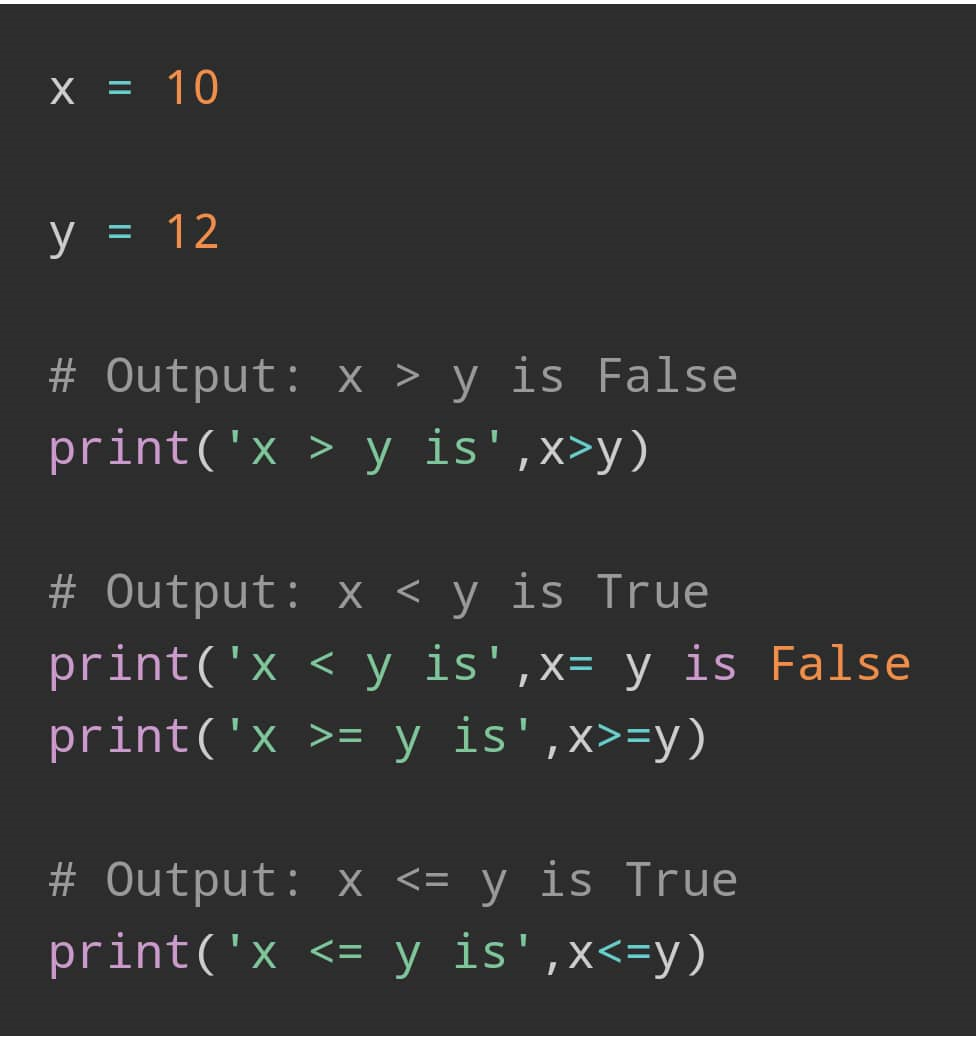 x = 10
y = 12
# Output: x > y is False
print('x > y is',x>y)
# Output: x < y is True
print('x < y is',x= y is False
print('x >= y is',x>=y)
# Output: x <= y is True
print('x <= y is',x<=y)